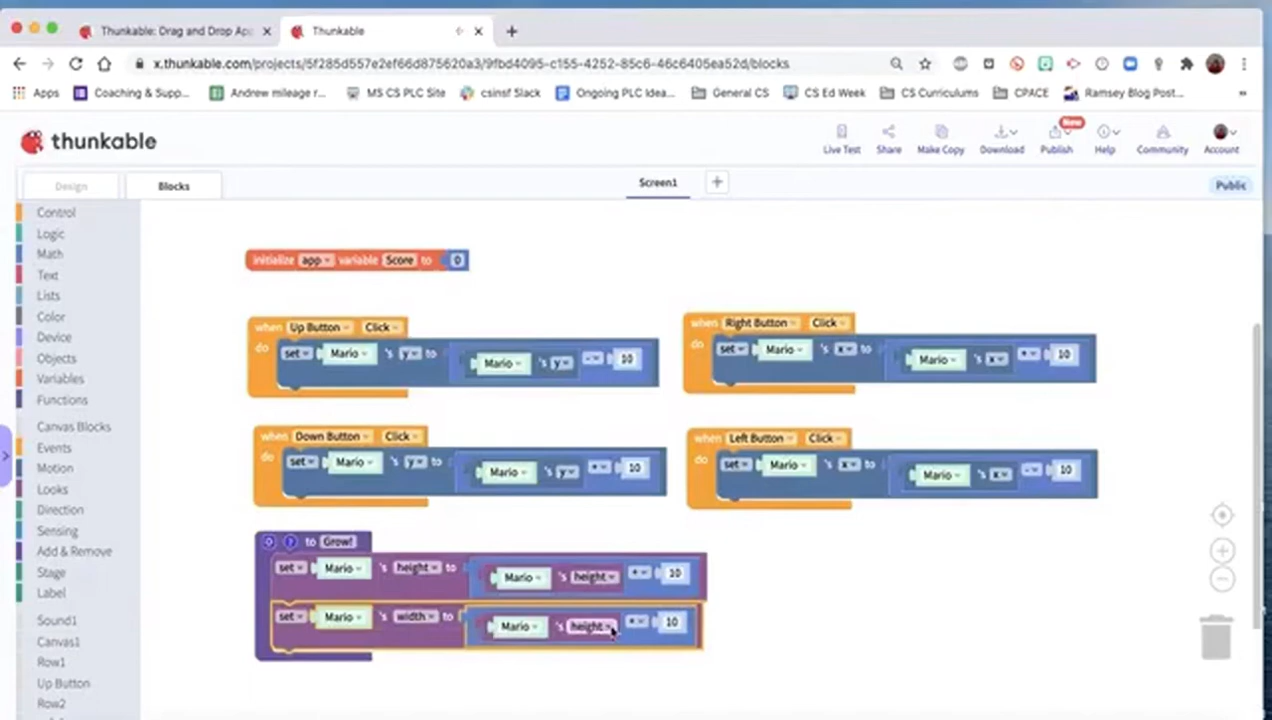 Thunkable: Drag and Drop Ap
Thunkable
x.thunkable.com/projects/5f285d557e2ef66d875620a3/9fbd4095-c155-4252-85c6-46c6405ea52d/blocks
Apps Coaching & Supp... Andrew mileage r... MS CS PLC Site csinsf Slack Ongoing PLC Idea... General CS CS Ed Week CS Curriculums CPACE Ramsey Blog Post... »
thunkable
New
Live Test Share Make Copy Download Publish Help Community Account
Design Blocks Screen1 + Public
Control
Logic
Math
Text
Lists
Color
Device
Objects
Variables
Functions
Canvas Blocks
Events
Motion
Looks
Direction
Sensing
Add & Remove
Stage
Label
Sound1
Canvas1
Row1
Up Button
Row2
initialize app variable Score to 0
when Up Button Click
do set Mario 's y to Mario 's y - 10
when Right Button Click
do set Mario 's x to Mario 's x + 10
when Down Button Click
do set Mario 's y to Mario 's y + 10
when Left Button Click
do set Mario 's x to Mario 's x - 10
? to Grow!
set Mario 's height to Mario 's height + 10
set Mario 's width to Mario 's height + 10